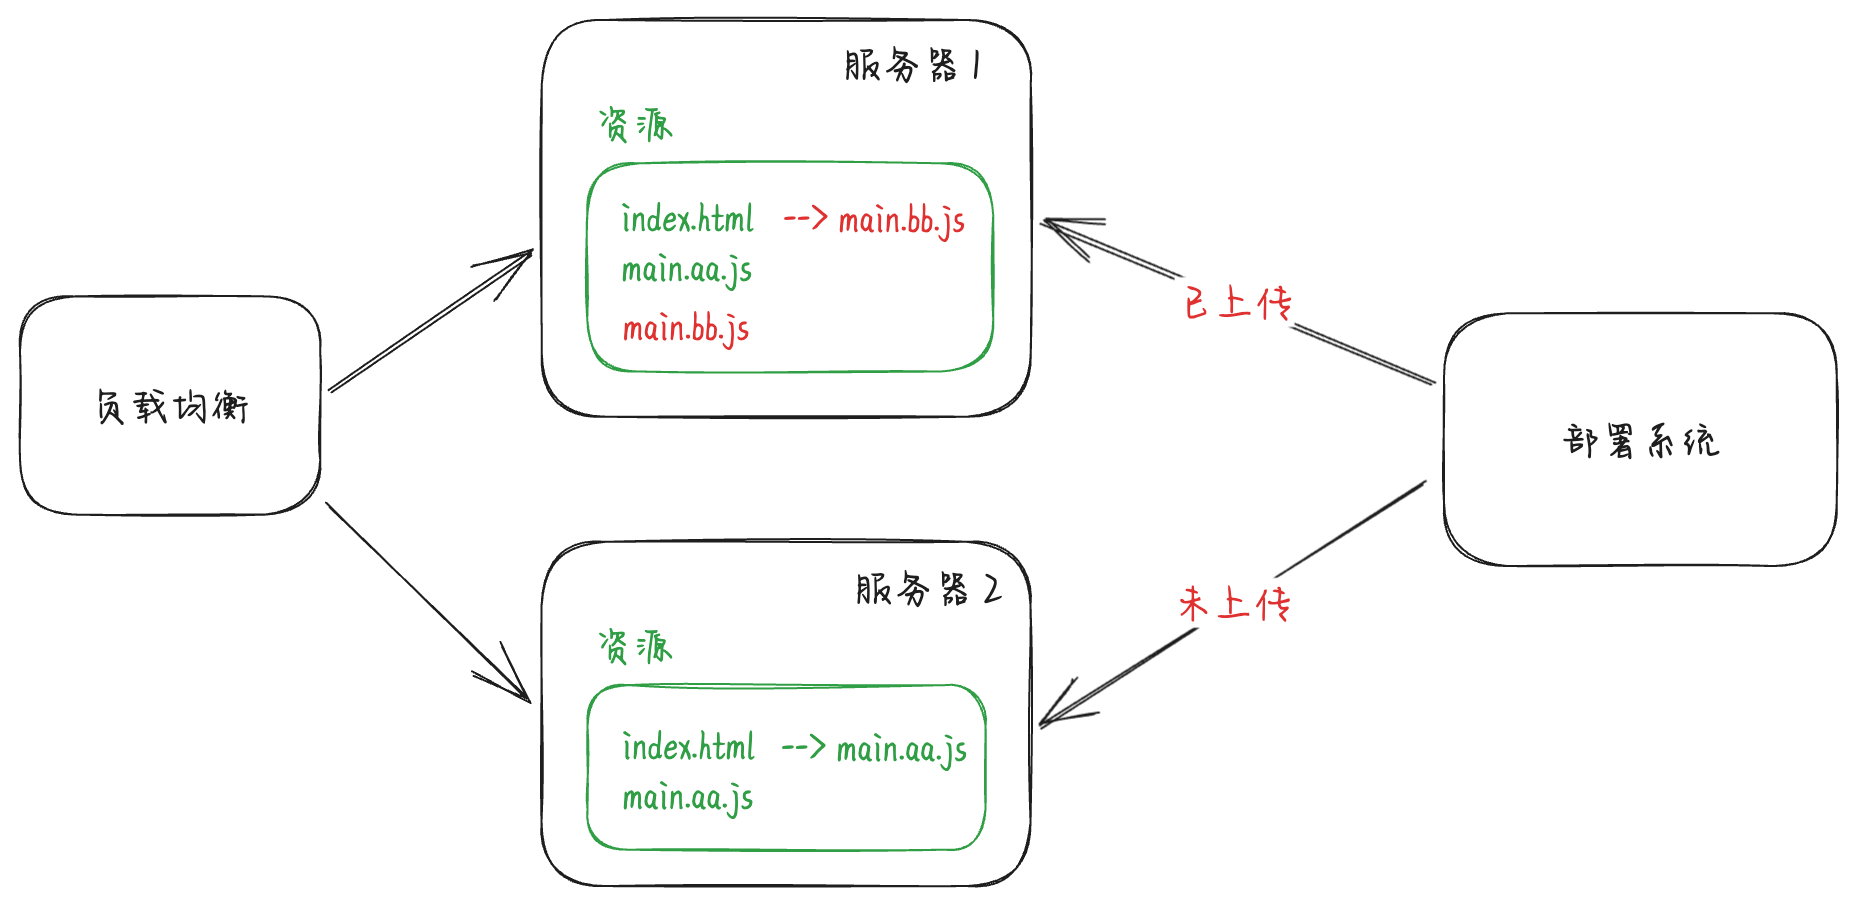 服务器1
资源
index.html --> main.bb.js
main.aa.js
main.bb.js
已上传
负载均衡
部署系统
服务器2
未上传
资源
index.html --> main.aa.js
main.aa.js